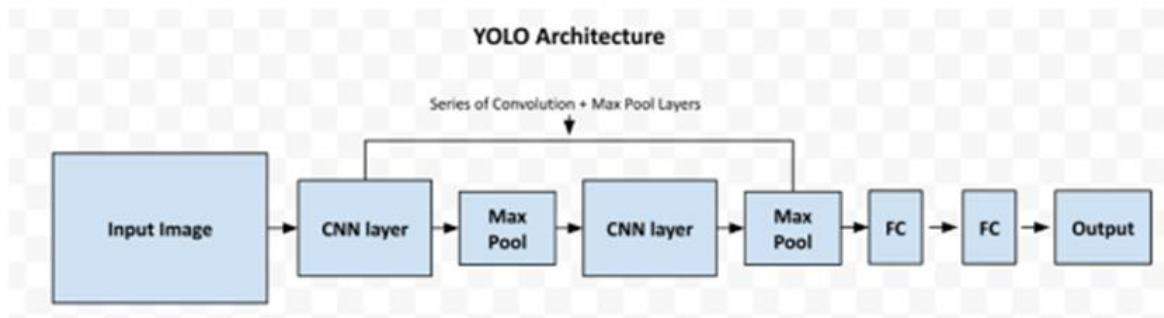 YOLO Architecture
Series of Convolution + Max Pool Layers
Input Image
CNN layer
Max
Pool
CNN layer
Max
Pool
FC
FC
Output